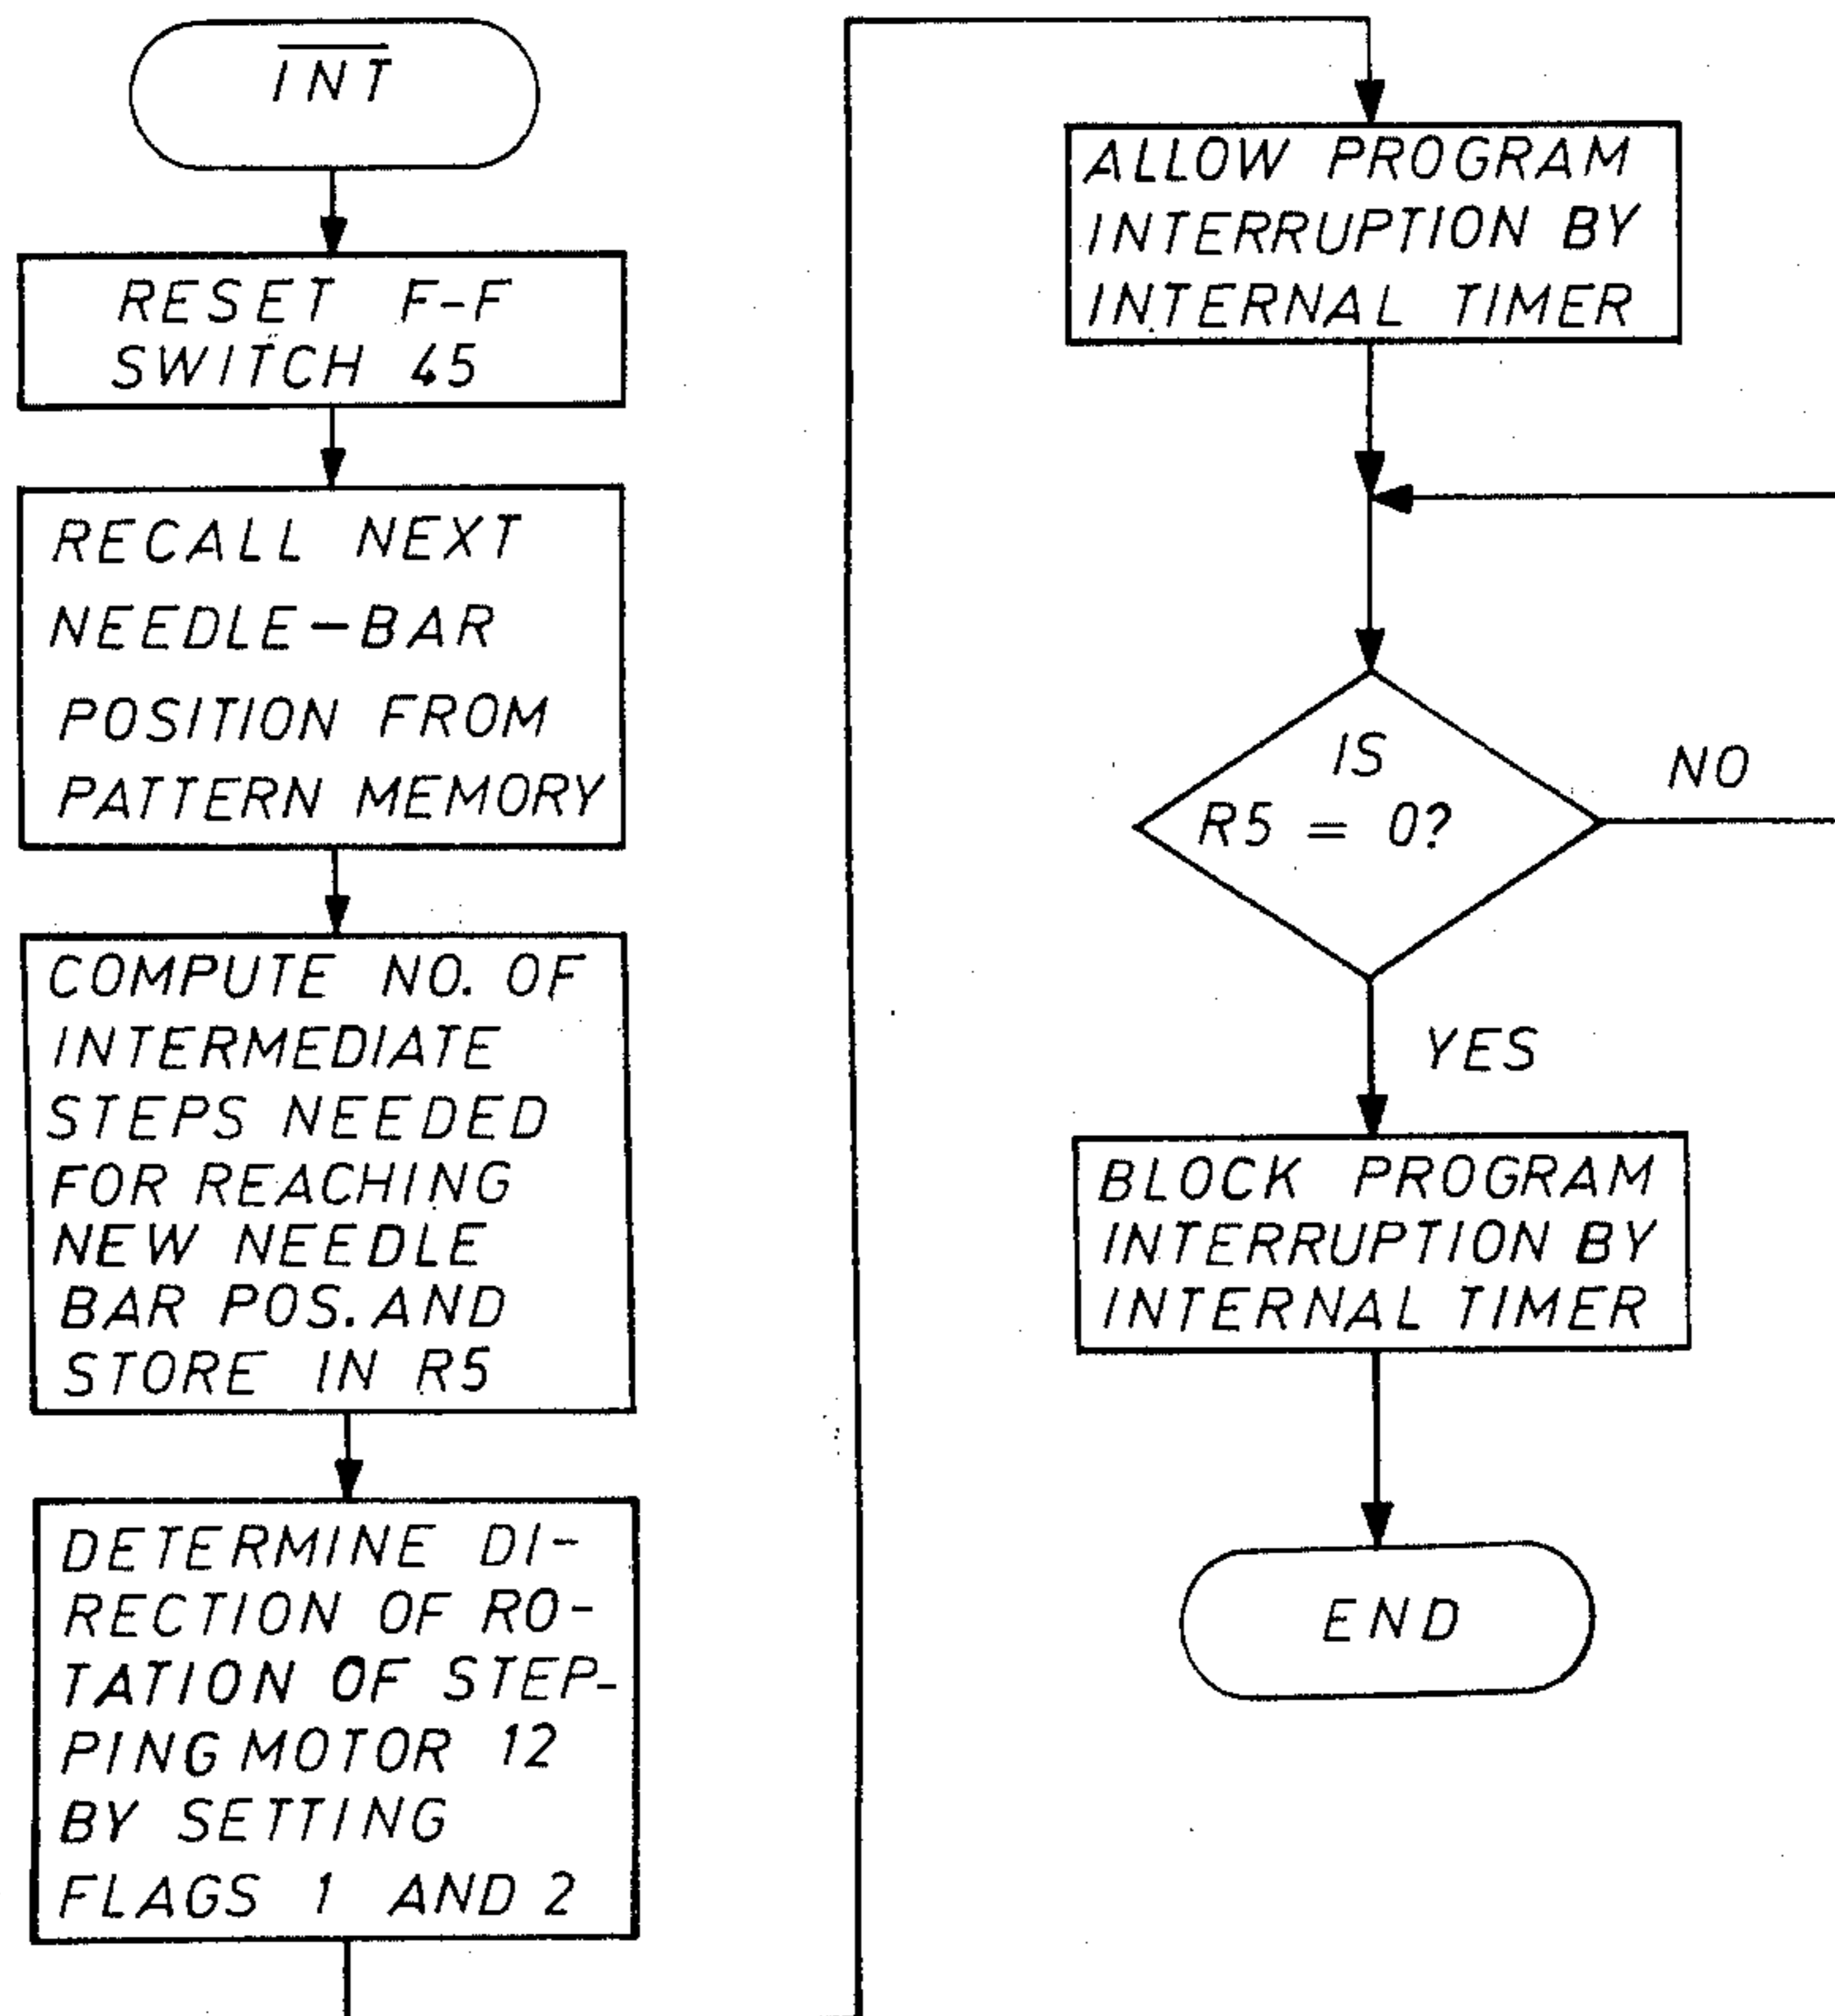 INT
RESET F-F
SWITCH 45
RECALL NEXT
NEEDLE-BAR
POSITION FROM
PATTERN MEMORY
COMPUTE NO. OF
INTERMEDIATE
STEPS NEEDED
FOR REACHING
NEW NEEDLE
BAR POS. AND
STORE IN R5
DETERMINE DI-
RECTION OF RO-
TATION OF STEP-
PING MOTOR 12
BY SETTING
FLAGS 1 AND 2
ALLOW PROGRAM
INTERRUPTION BY
INTERNAL TIMER
IS
R5 = 0?
NO
YES
BLOCK PROGRAM
INTERRUPTION BY
INTERNAL TIMER
END